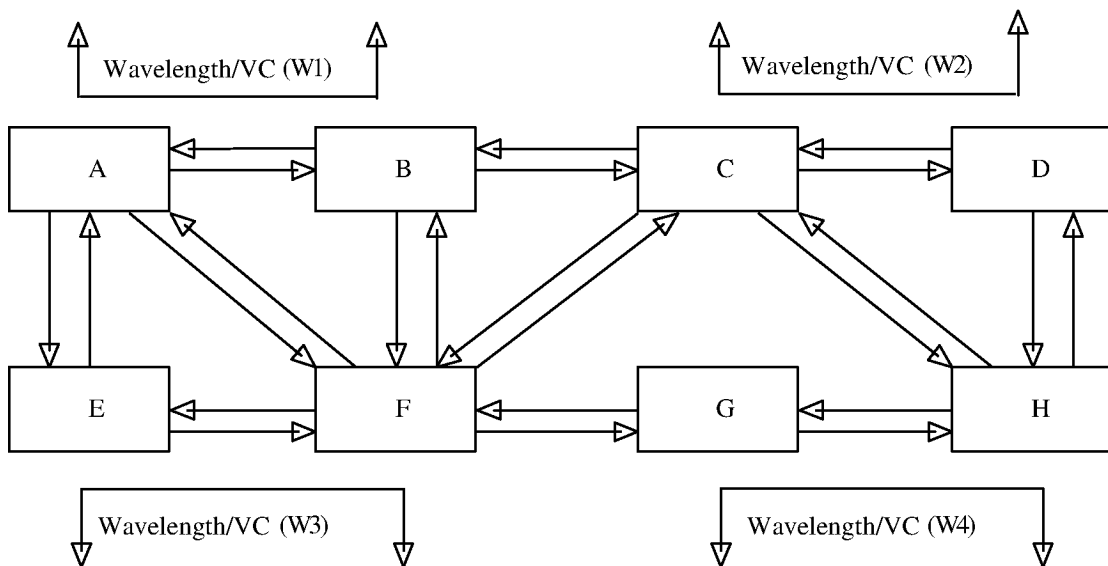 Wavelength/VC (W1)
Wavelength/VC (W2)
A
B
C
D
E
F
G
H
Wavelength/VC (W3)
Wavelength/VC (W4)